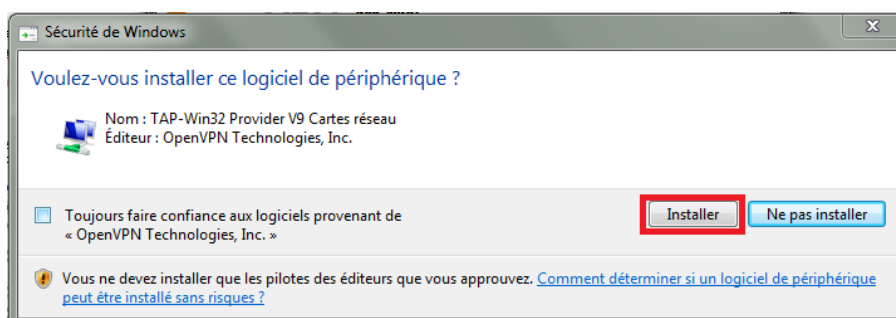 Sécurité de Windows
Voulez-vous installer ce logiciel de périphérique ?
Nom : TAP-Win32 Provider V9 Cartes réseau
Éditeur : OpenVPN Technologies, Inc.
Toujours faire confiance aux logiciels provenant de
« OpenVPN Technologies, Inc. »
Installer
Ne pas installer
Vous ne devez installer que les pilotes des éditeurs que vous approuvez. Comment déterminer si un logiciel de périphérique
peut être installé sans risques ?